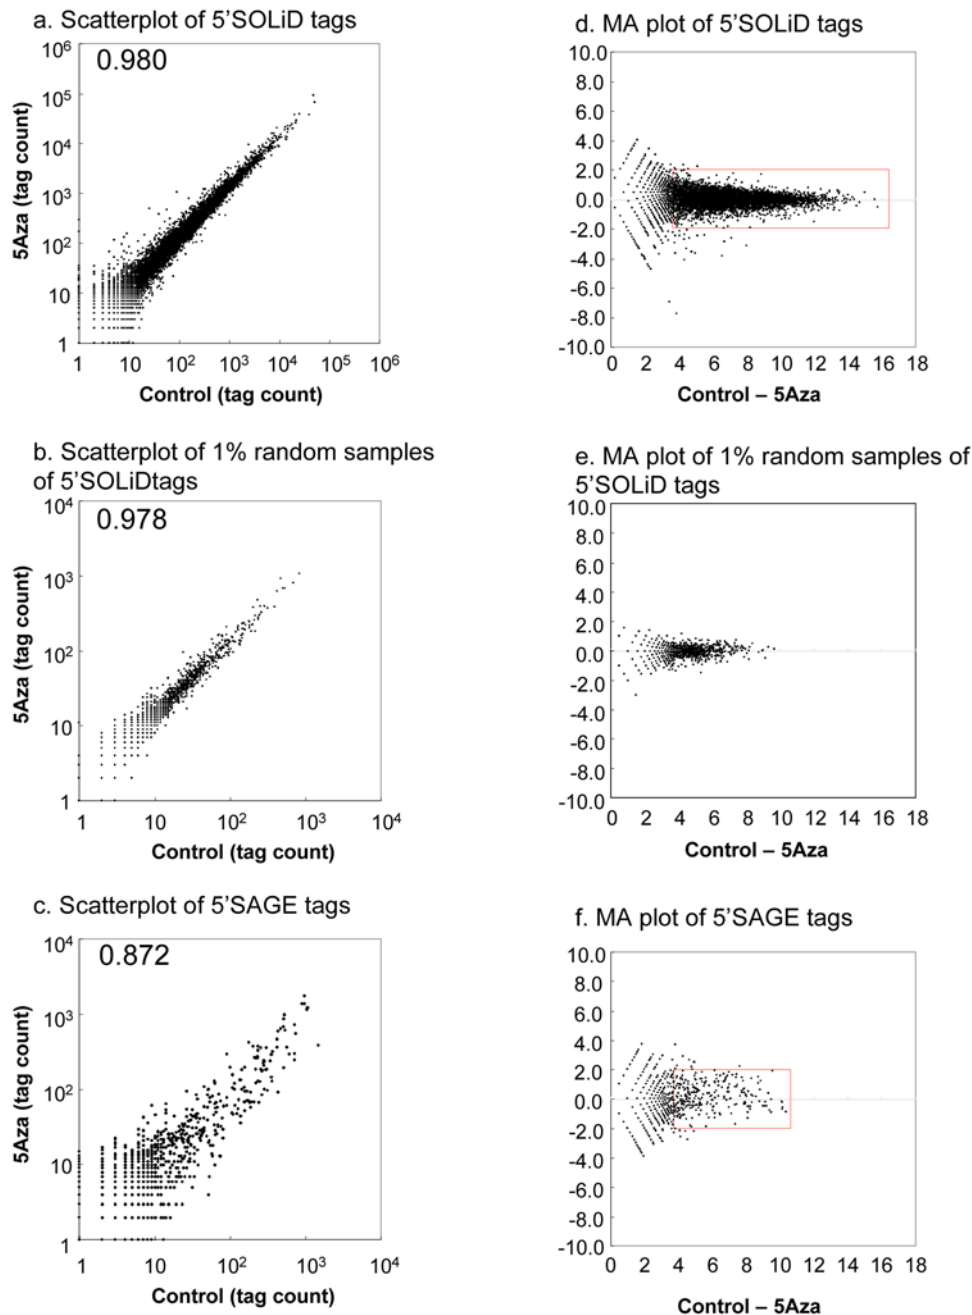 a. Scatterplot of 5'SOLiD tags
10⁶
10⁵
10⁴
10³
10²
10
1
0.980
5Aza (tag count)
1 10 10² 10³ 10⁴ 10⁵ 10⁶
Control (tag count)
d. MA plot of 5'SOLiD tags
10.0
8.0
6.0
4.0
2.0
0.0
-2.0
-4.0
-6.0
-8.0
-10.0
0 2 4 6 8 10 12 14 16 18
Control – 5Aza
b. Scatterplot of 1% random samples
of 5'SOLiDtags
10⁴
10³
10²
10
1
0.978
5Aza (tag count)
1 10 10² 10³ 10⁴
Control (tag count)
e. MA plot of 1% random samples of
5'SOLiD tags
10.0
8.0
6.0
4.0
2.0
0.0
-2.0
-4.0
-6.0
-8.0
-10.0
0 2 4 6 8 10 12 14 16 18
Control – 5Aza
c. Scatterplot of 5'SAGE tags
10⁴
10³
10²
10
1
0.872
5Aza (tag count)
1 10 10² 10³ 10⁴
Control (tag count)
f. MA plot of 5'SAGE tags
10.0
8.0
6.0
4.0
2.0
0.0
-2.0
-4.0
-6.0
-8.0
-10.0
0 2 4 6 8 10 12 14 16 18
Control – 5Aza